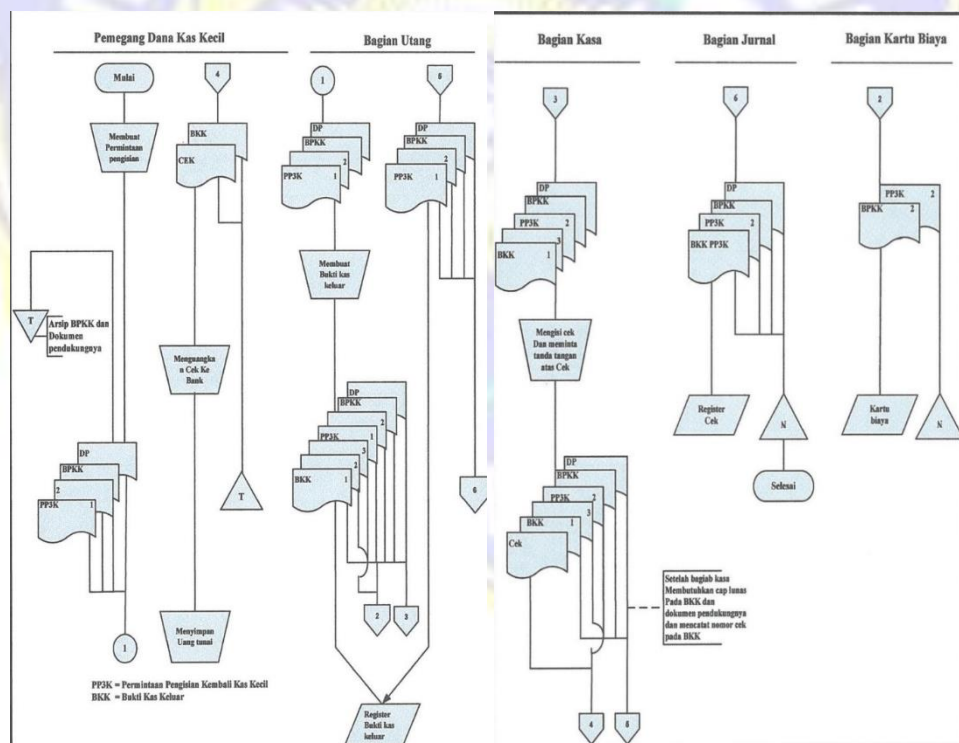 Pemegang Dana Kas Kecil
Mulai
Membuat
Permintaan
pengisian
T
Arsip BPKK dan
Dokumen
pendukungnya
DP
BPKK
2
PP3K 1
1
4
BKK
CEK
Menguangka
n Cek Ke
Bank
T
Menyimpan
Uang tunai
PP3K = Permintaan Pengisian Kembali Kas Kecil
BKK = Bukti Kas Keluar
Bagian Utang
1
DP
BPKK
2
PP3K 1
Membuat
Bukti kas
keluar
DP
BPKK
2
PP3K 1
3
2
BKK 1
2
3
6
DP
BPKK
2
PP3K 1
6
Register
Bukti kas
keluar
Bagian Kasa
3
DP
BPKK
PP3K 2
3
BKK 1
Mengisi cek
Dan meminta
tanda tangan
atas Cek
DP
BPKK
PP3K 2
3
BKK 1
Cek
Setelah bagiab kasa
Membutuhkan cap lunas
Pada BKK dan
dokumen pendukungnya
dan mencatat nomor cek
pada BKK
4
6
Bagian Jurnal
6
DP
BPKK
PP3K 2
BKK PP3K
Register
Cek
N
Selesai
Bagian Kartu Biaya
2
PP3K 2
BPKK 2
Kartu
biaya
N